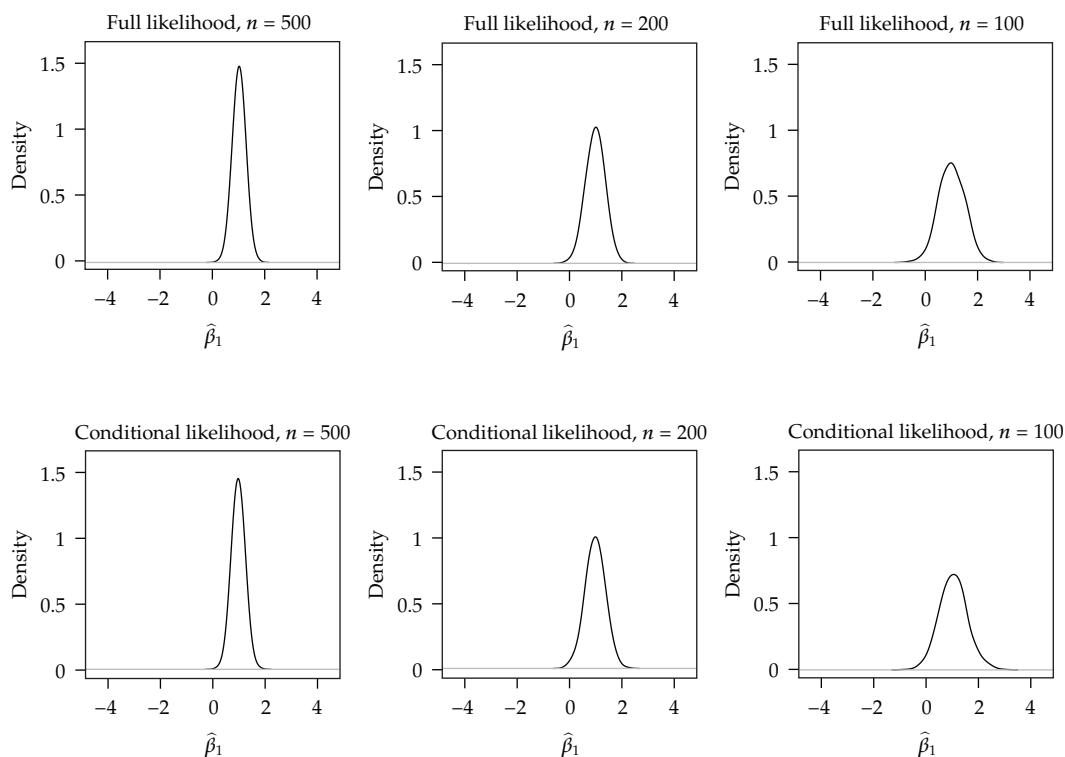 Full likelihood, n = 500
Full likelihood, n = 200
Full likelihood, n = 100
1.5
1
0.5
0
Density
−4 −2 0 2 4
β̂1
1.5
1
0.5
0
Density
−4 −2 0 2 4
β̂1
1.5
1
0.5
0
Density
−4 −2 0 2 4
β̂1
Conditional likelihood, n = 500
Conditional likelihood, n = 200
Conditional likelihood, n = 100
1.5
1
0.5
0
Density
−4 −2 0 2 4
β̂1
1.5
1
0.5
0
Density
−4 −2 0 2 4
β̂1
1.5
1
0.5
0
Density
−4 −2 0 2 4
β̂1